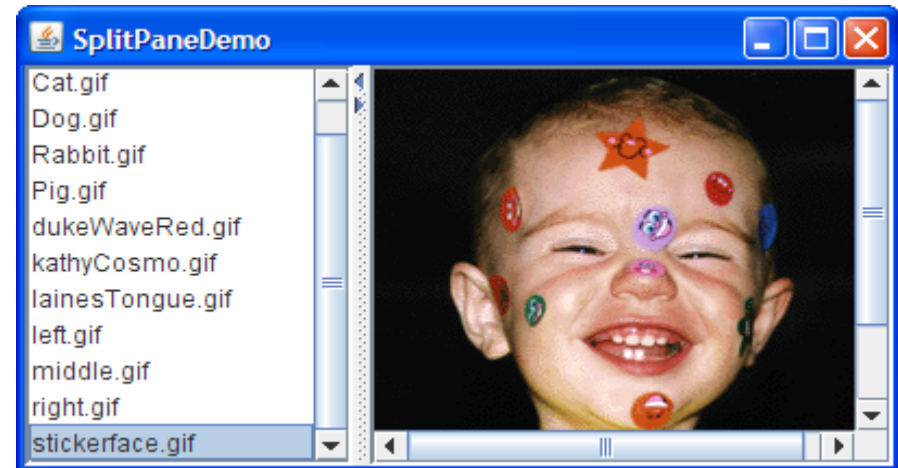 SplitPaneDemo
Cat.gif
Dog.gif
Rabbit.gif
Pig.gif
dukeWaveRed.gif
kathyCosmo.gif
lainesTongue.gif
left.gif
middle.gif
right.gif
stickerface.gif